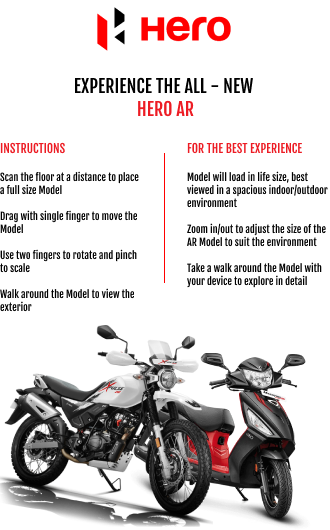 Hero
EXPERIENCE THE ALL - NEW
HERO AR
INSTRUCTIONS
Scan the floor at a distance to place
a full size Model
Drag with single finger to move the
Model
Use two fingers to rotate and pinch
to scale
Walk around the Model to view the
exterior
FOR THE BEST EXPERIENCE
Model will load in life size, best
viewed in a spacious indoor/outdoor
environment
Zoom in/out to adjust the size of the
AR Model to suit the environment
Take a walk around the Model with
your device to explore in detail